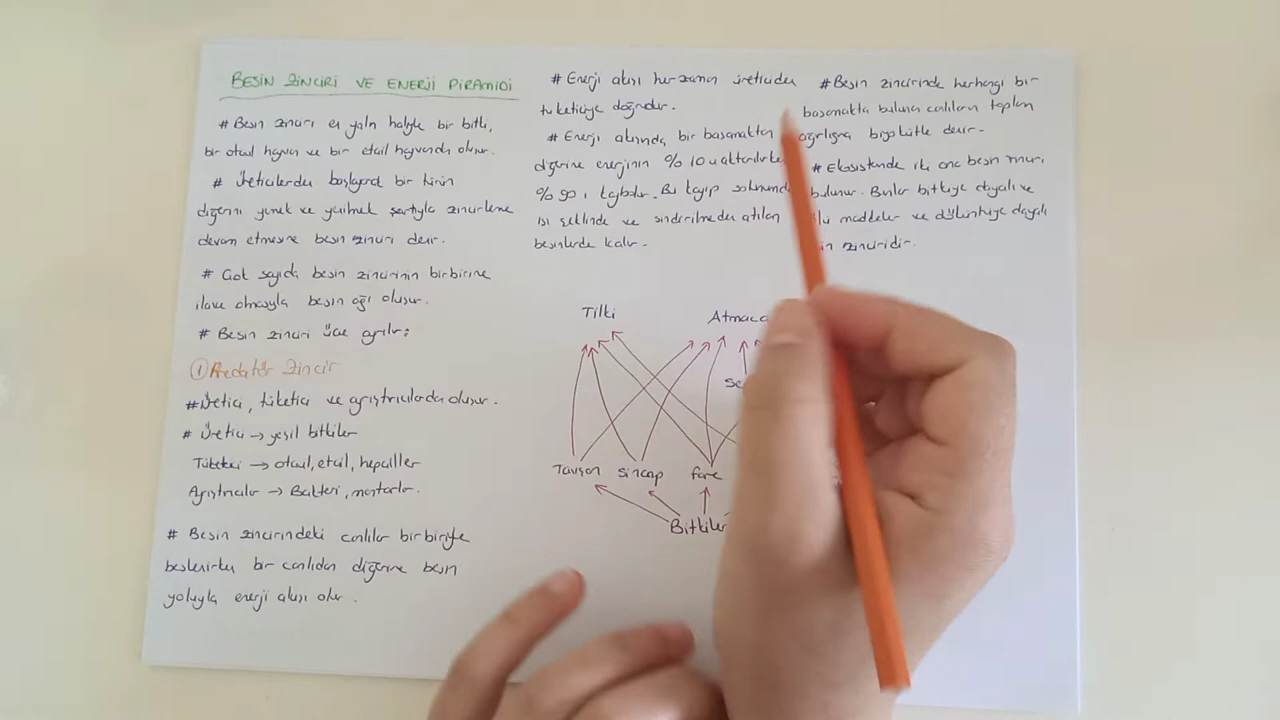 BESİN ZİNCİRİ VE ENERJİ PİRAMİDİ
# Besin zinciri en yalın haliyle bir bitki,
bir otçul hayvan ve bir etçil hayvandan oluşur.
# Üreticilerden başlayarak bir türün
diğerini yemek ve yenilmek şartıyla zincirleme
devam etmesine besin zinciri denir.
# Çok sayıda besin zincirinin birbirine
ilave olmasıyla besin ağı oluşur.
# Besin zinciri üçe ayrılır:
① Predatör Zincir
# Üretici, tüketici ve ayrıştırıcılardan oluşur.
# Üretici → yeşil bitkiler
Tüketici → otçul, etçil, hepçiller
Ayrıştırıcılar → Bakteri, mantarlar.
# Besin zincirindeki canlılar birbiriyle
beslenirken bir canlıdan diğerine besin
yoluyla enerji akışı olur.
# Enerji akışı her zaman üreticiden
tüketiciye doğrudur.
# Enerji akımında bir basamaktan
diğerine enerjinin %10'u aktarılırken
%90'ı kaybolur. Bu kayıp solunumda
ısı şeklinde ve sindirilmeden atılan
besinlerde kalır.
# Besin zincirinde herhangi bir
basamakta bulunan canlıların toplam
ağırlığına biyokütle denir.
# Ekosistemde iki ana besin zinciri
bulunur. Bunlar bitkiye dayalı ve
maddeler ve döküntüye dayalı
zinciridir.
Tilki Atmaca
Tavşan Sincap fare
Bitkiler